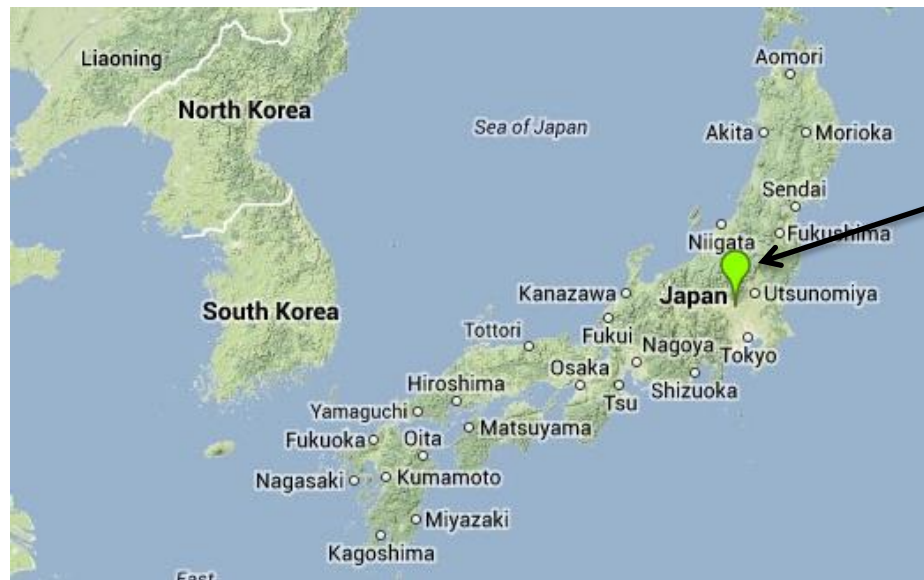 Liaoning
Aomori
North Korea
Sea of Japan
Akita
Morioka
Sendai
Niigata
Fukushima
Kanazawa
Japan
Utsunomiya
South Korea
Tottori
Fukui
Nagoya
Tokyo
Osaka
Hiroshima
Tsu
Shizuoka
Yamaguchi
Matsuyama
Fukuoka
Oita
Nagasaki
Kumamoto
Miyazaki
Kagoshima
East